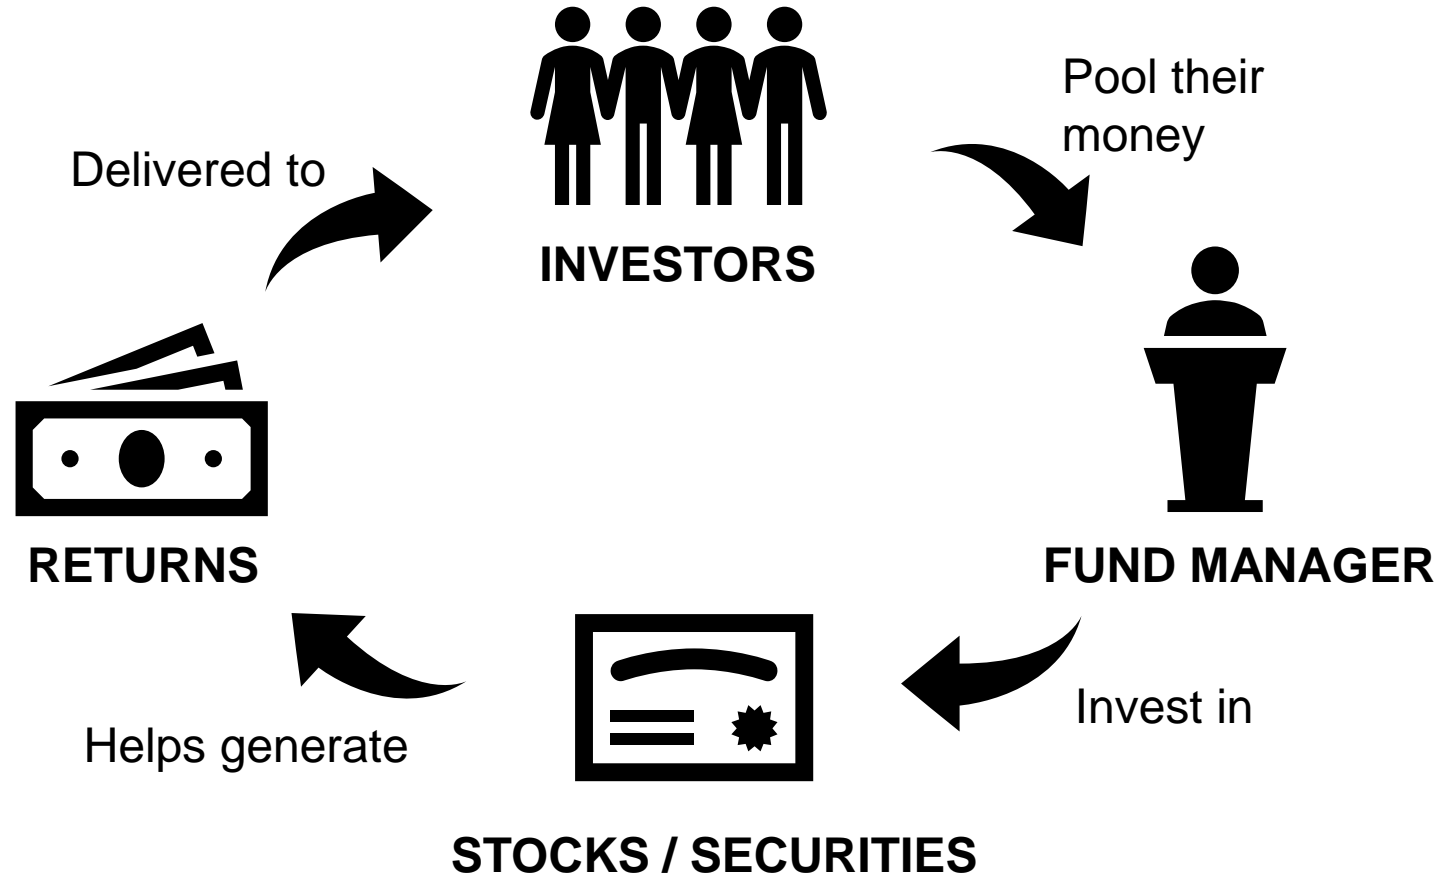 Pool their
money
Delivered to
INVESTORS
RETURNS
FUND MANAGER
Invest in
Helps generate
STOCKS / SECURITIES